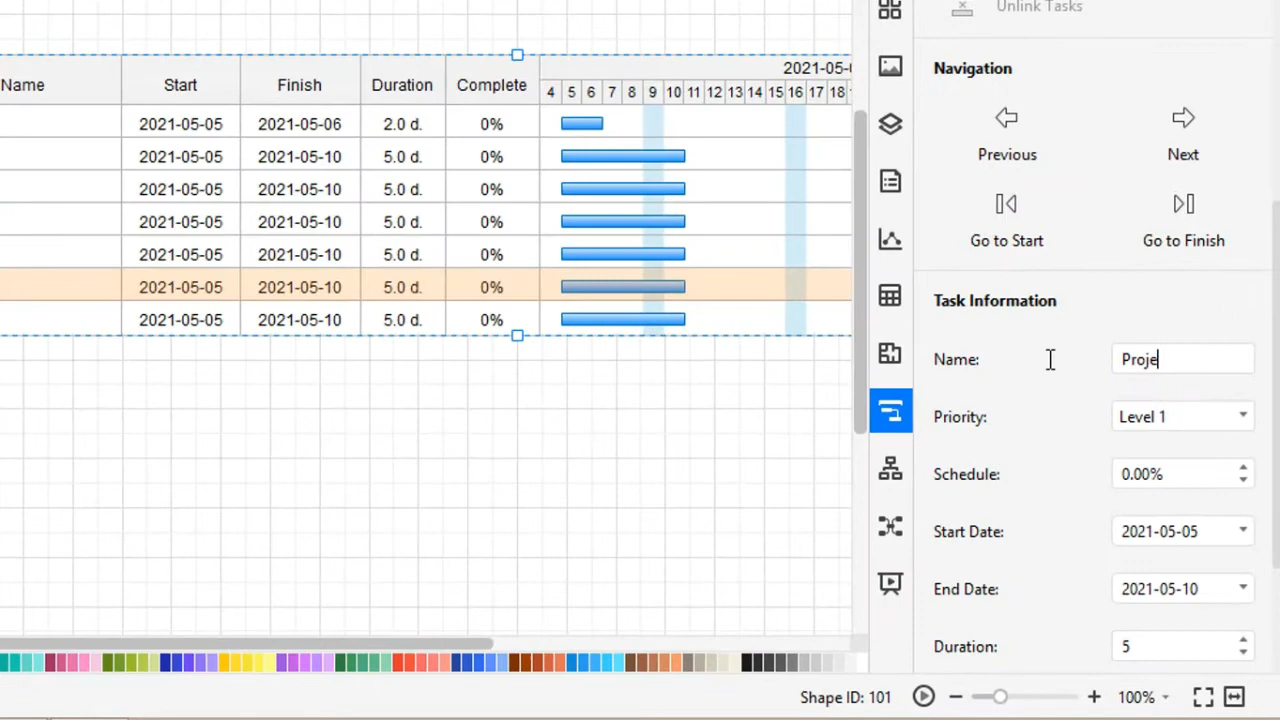 Unlink Tasks
Name Start Finish Duration Complete 2021-05-
4 5 6 7 8 9 10 11 12 13 14 15 16 17 18
2021-05-05 2021-05-06 2.0 d. 0%
2021-05-05 2021-05-10 5.0 d. 0%
2021-05-05 2021-05-10 5.0 d. 0%
2021-05-05 2021-05-10 5.0 d. 0%
2021-05-05 2021-05-10 5.0 d. 0%
2021-05-05 2021-05-10 5.0 d. 0%
2021-05-05 2021-05-10 5.0 d. 0%
Navigation
Previous Next
Go to Start Go to Finish
Task Information
Name: Proje
Priority: Level 1
Schedule: 0.00%
Start Date: 2021-05-05
End Date: 2021-05-10
Duration: 5
Shape ID: 101 100%